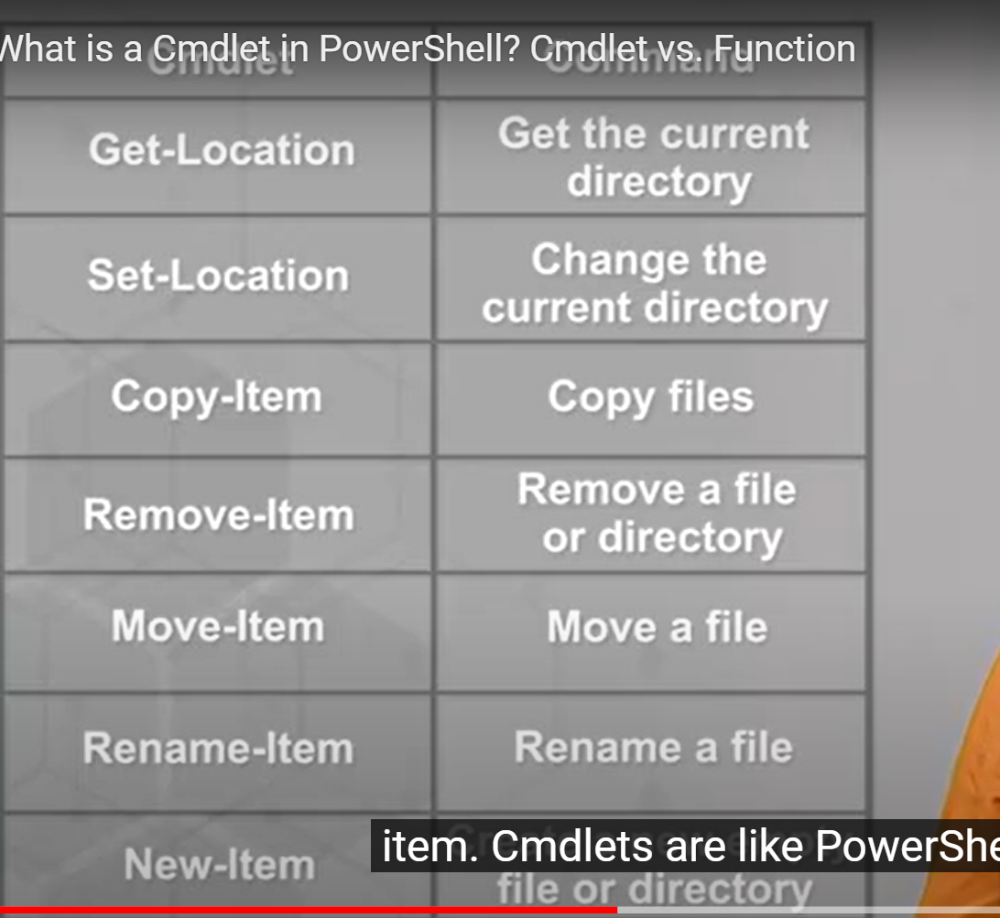 What is a Cmdlet in PowerShell? Cmdlet vs. Function
Cmdlet Command
Get-Location Get the current
directory
Set-Location Change the
current directory
Copy-Item Copy files
Remove-Item Remove a file
or directory
Move-Item Move a file
Rename-Item Rename a file
New-Item
file or directory
item. Cmdlets are like